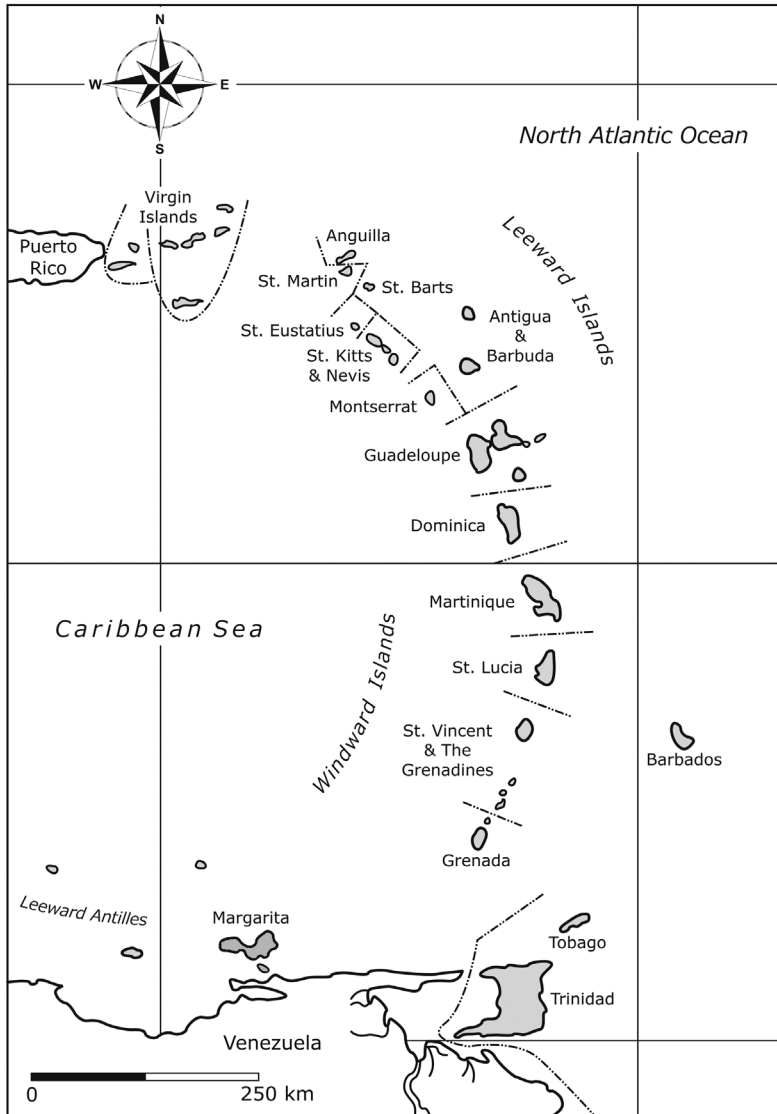 N
W
E
S
North Atlantic Ocean
Virgin
Islands
Puerto
Rico
Anguilla
St. Martin
St. Barts
Leeward Islands
St. Eustatius
Antigua
&
Barbuda
St. Kitts
& Nevis
Montserrat
Guadeloupe
Dominica
Martinique
Caribbean Sea
Windward Islands
St. Lucia
St. Vincent
& The
Grenadines
Barbados
Grenada
Leeward Antilles
Margarita
Tobago
Trinidad
Venezuela
0
250 km